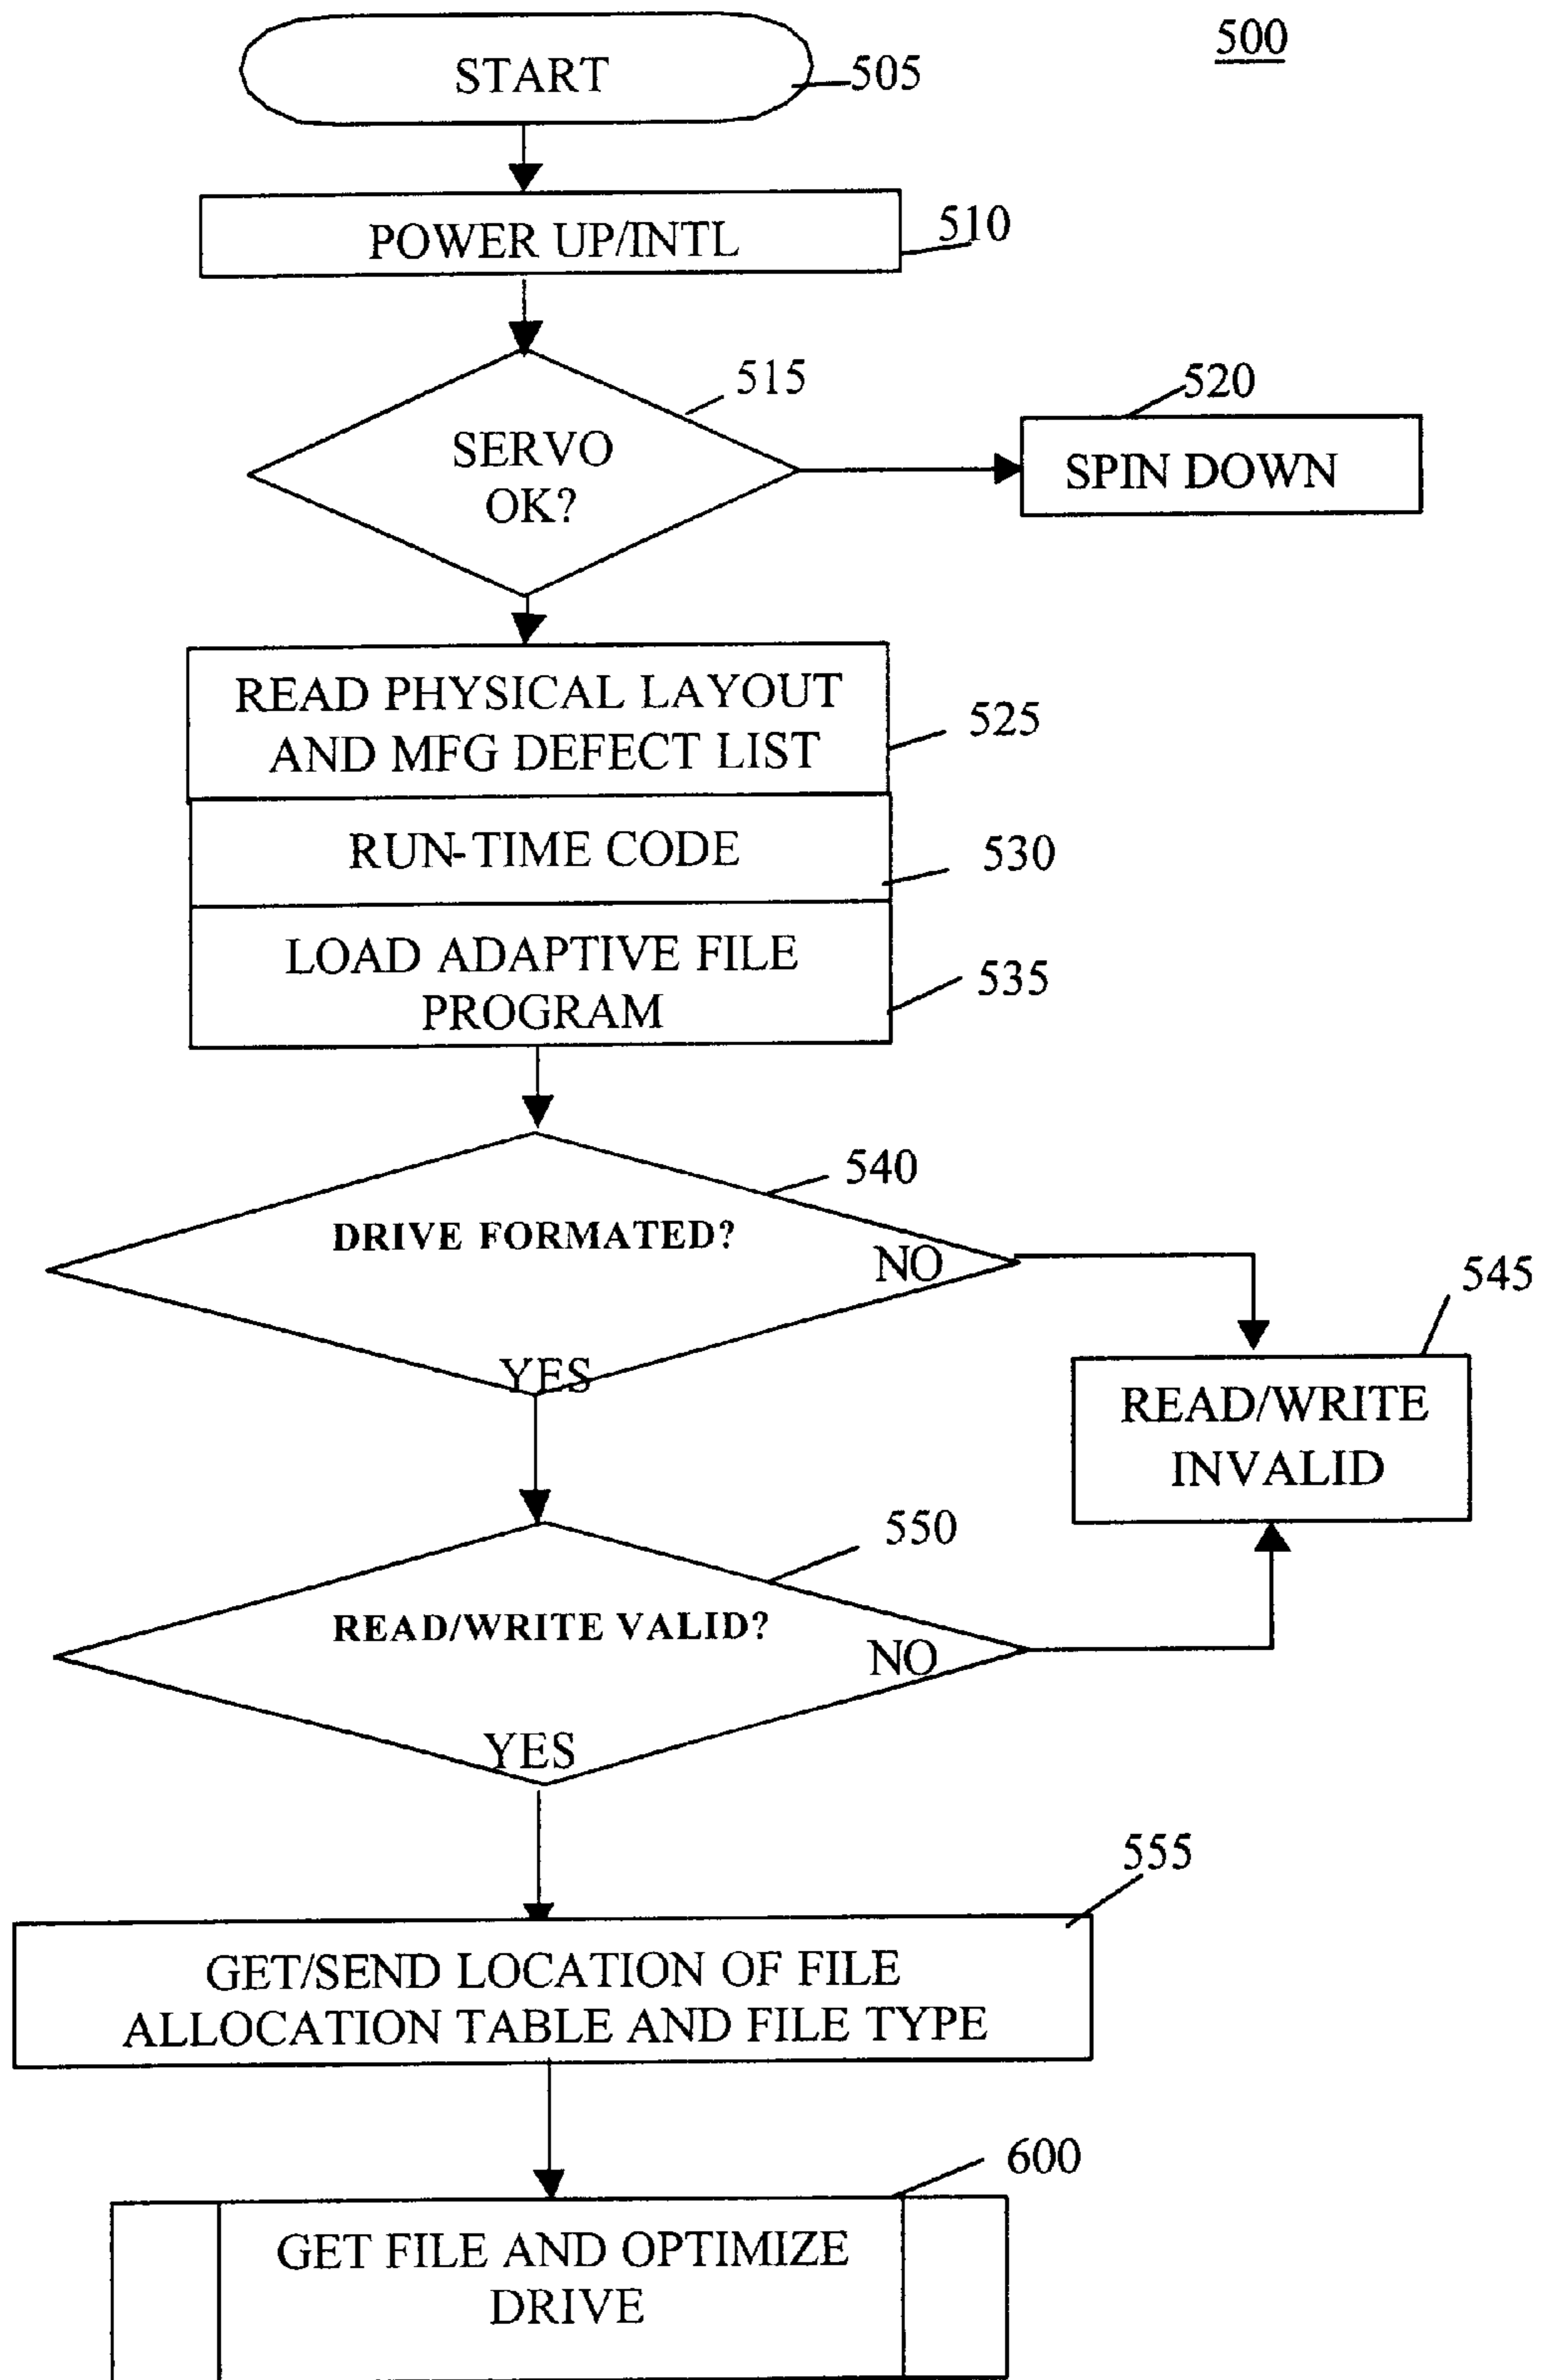 500
START
505
POWER UP/INTL
510
SERVO
OK?
515
520
SPIN DOWN
READ PHYSICAL LAYOUT
AND MFG DEFECT LIST
525
RUN-TIME CODE
530
LOAD ADAPTIVE FILE
PROGRAM
535
540
DRIVE FORMATED?
NO
YES
545
READ/WRITE
INVALID
550
READ/WRITE VALID?
NO
YES
555
GET/SEND LOCATION OF FILE
ALLOCATION TABLE AND FILE TYPE
600
GET FILE AND OPTIMIZE
DRIVE